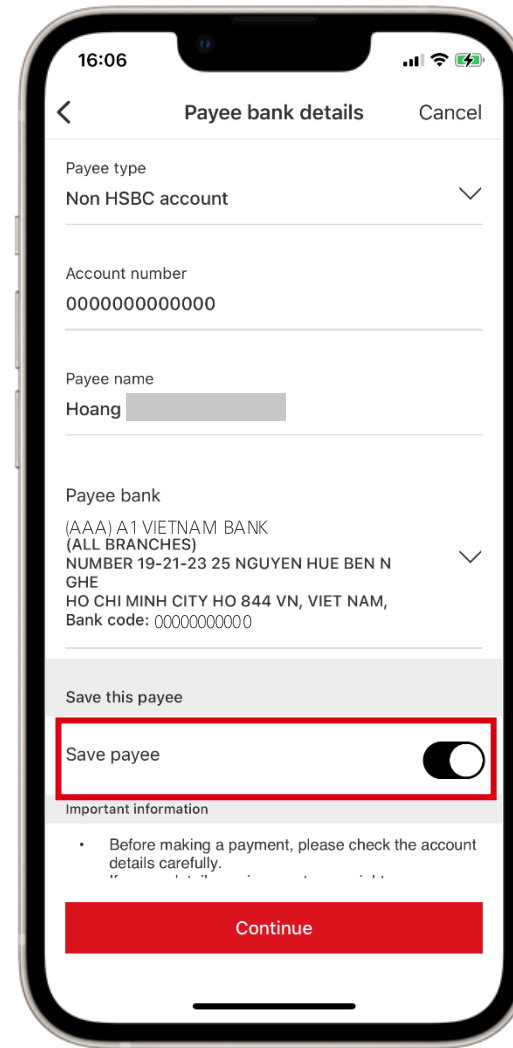 16:06
Payee bank details
Cancel
Payee type
Non HSBC account
Account number
0000000000000
Payee name
Hoang
Payee bank
(AAA) A1 VIETNAM BANK
(ALL BRANCHES)
NUMBER 19-21-23 25 NGUYEN HUE BEN N
GHE
HO CHI MINH CITY HO 844 VN, VIET NAM,
Bank code: 00000000000
Save this payee
Save payee
Important information
• Before making a payment, please check the account
details carefully.
Continue